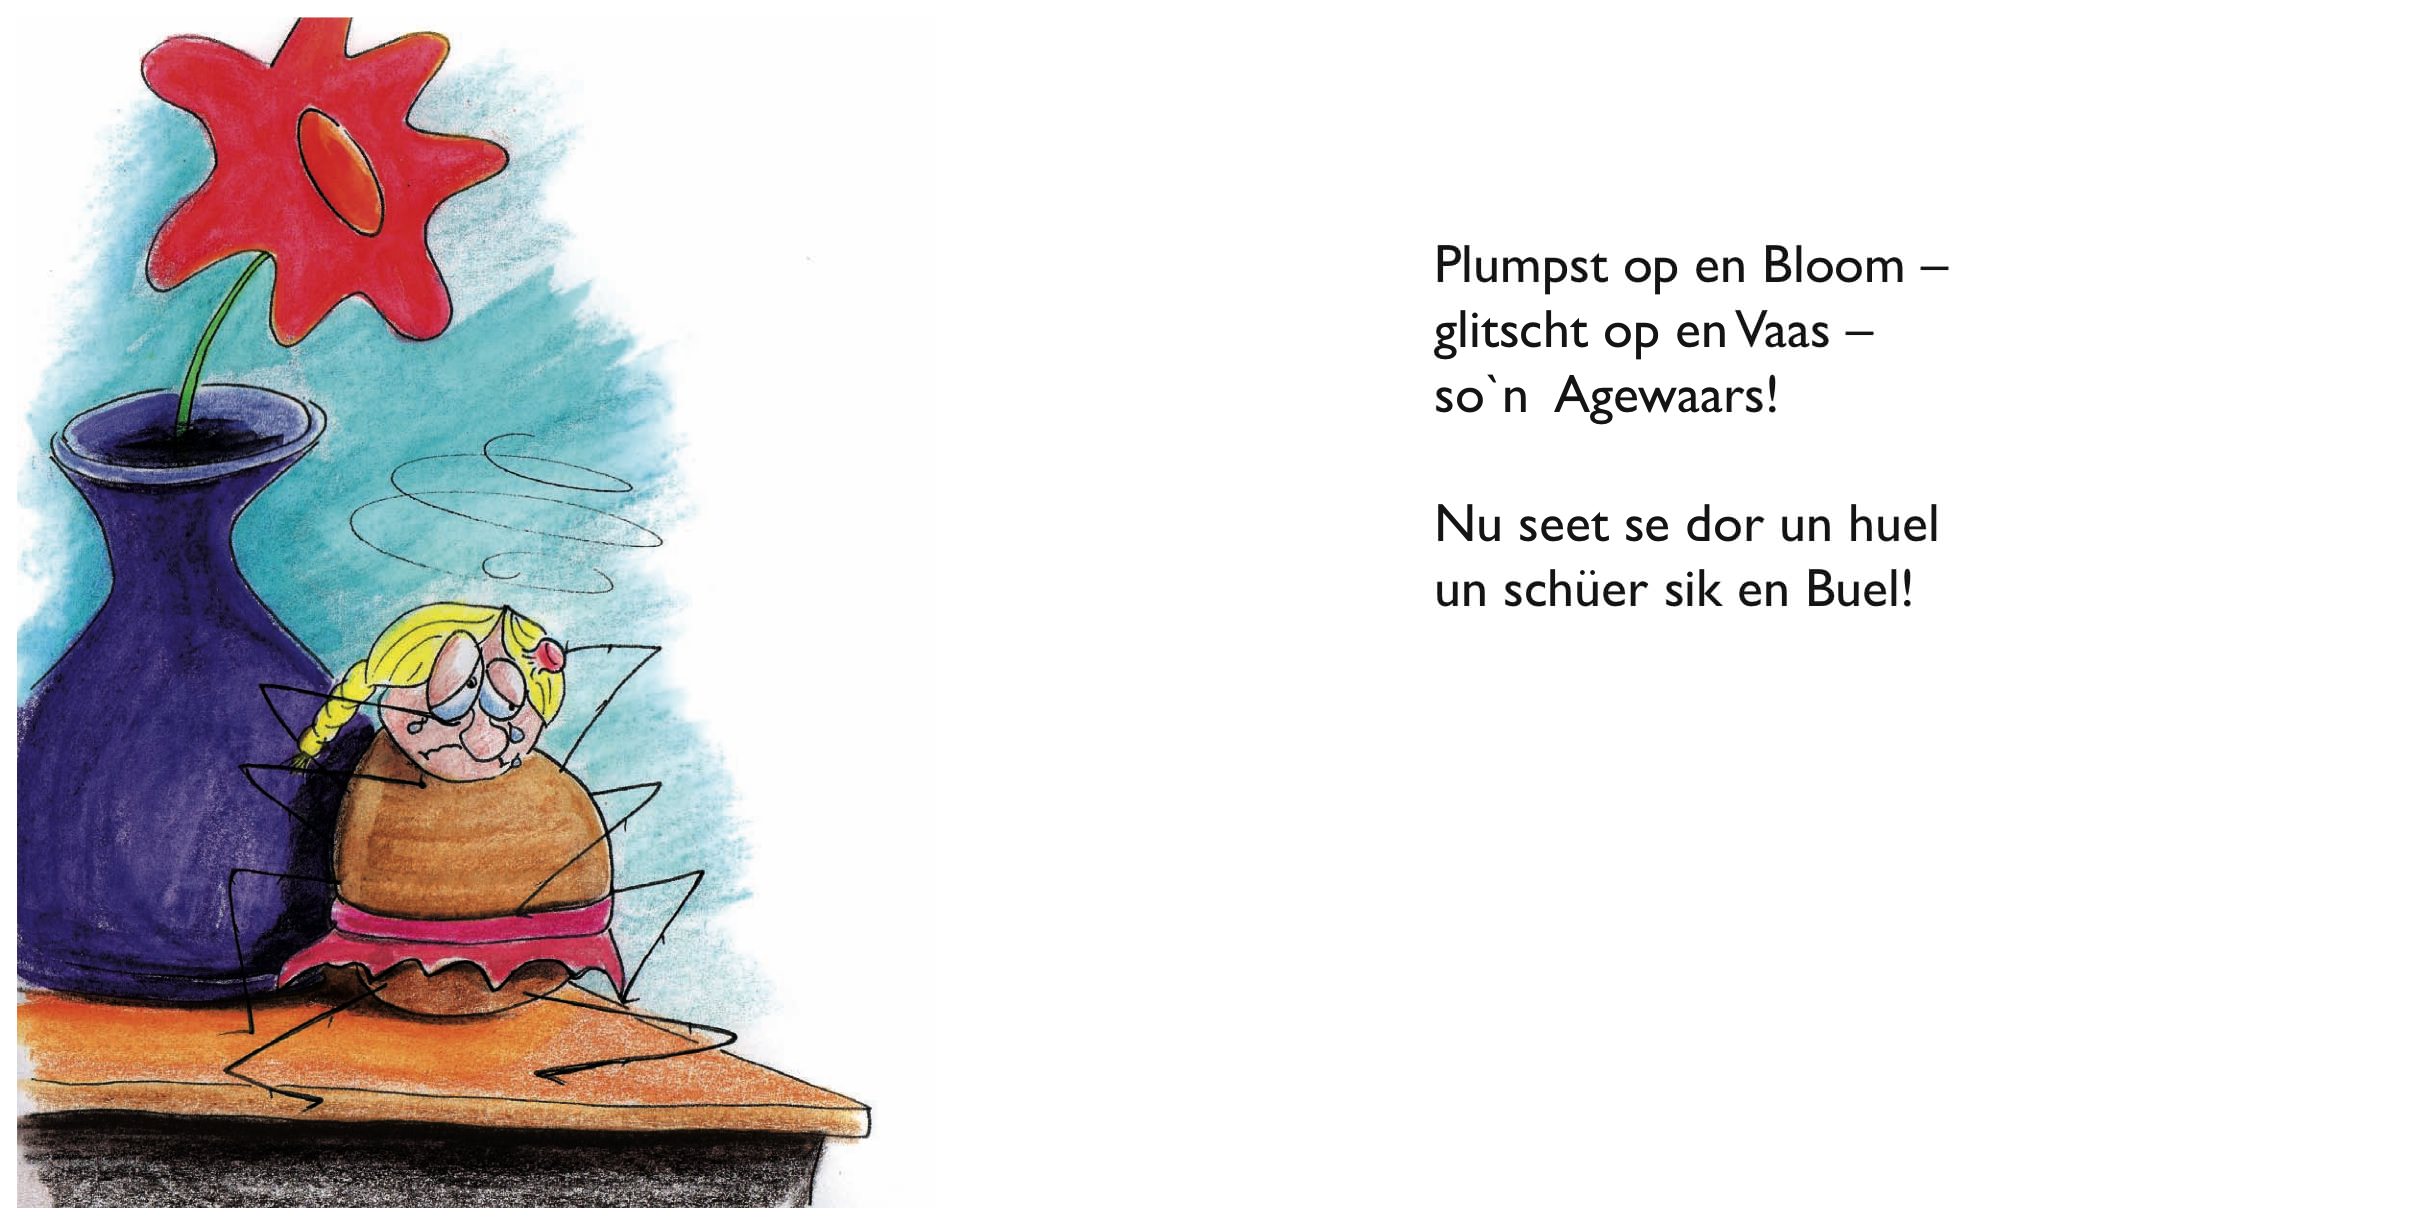 Plumpst op en Bloom –
glitscht op en Vaas –
so`n Agewaars!
Nu seet se dor un huel
un schüer sik en Buel!